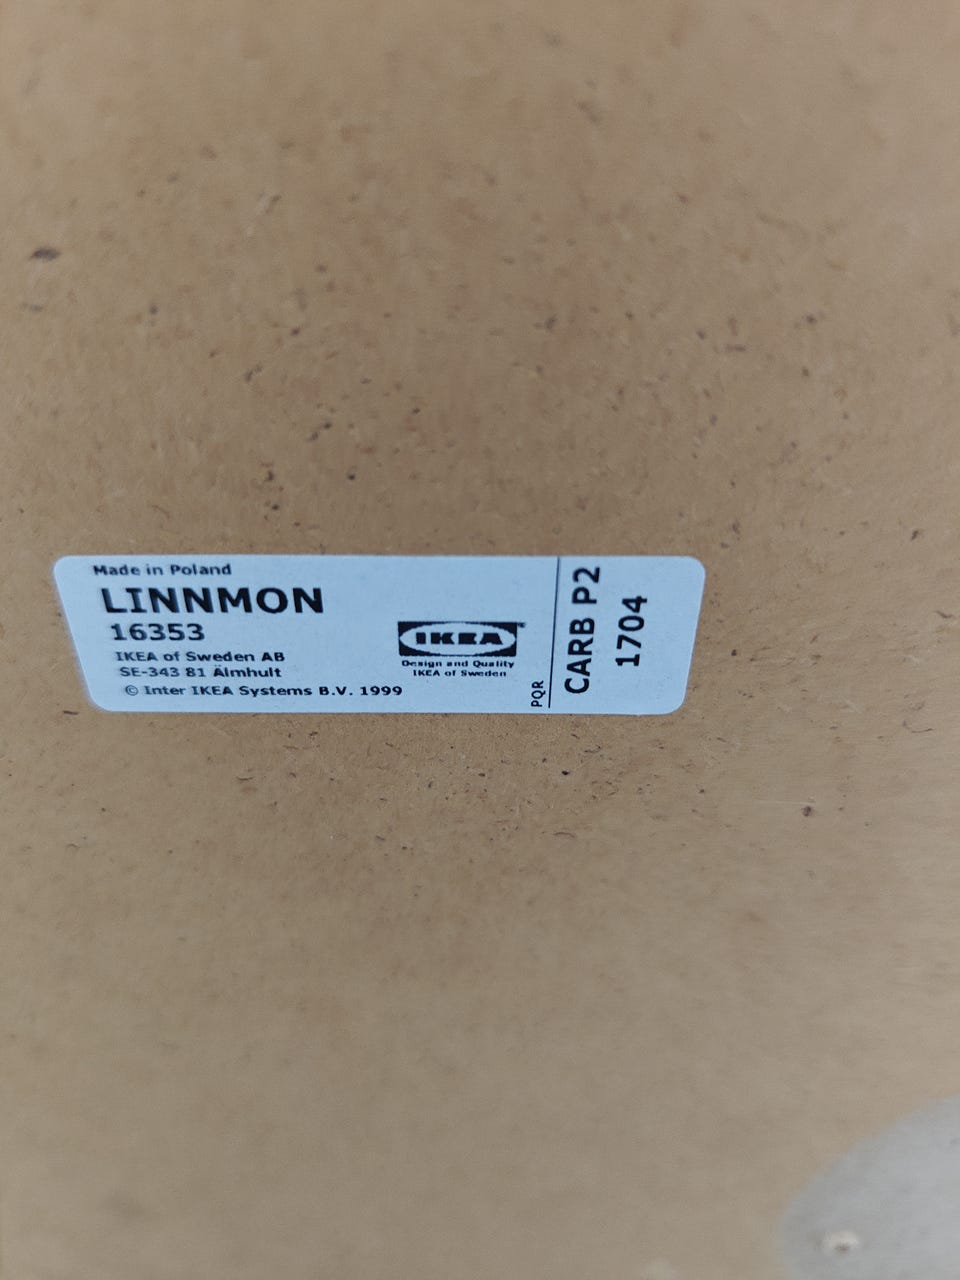 Made in Poland
LINNMON
16353
IKEA of Sweden AB
SE-343 81 Älmhult
© Inter IKEA Systems B.V. 1999
IKEA
Design and Quality
IKEA of Sweden
PQR
CARB P2
1704